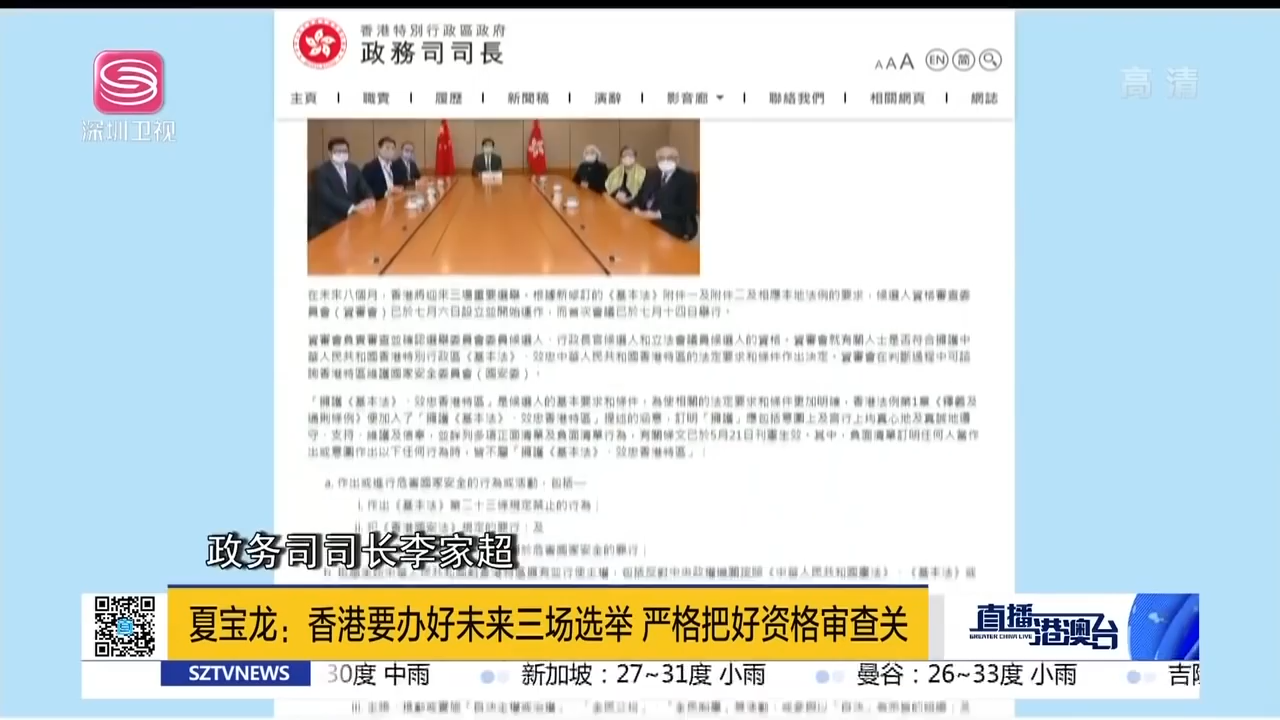 香港特別行政區政府
政務司司長
A A A EN 简
深圳卫视
高清
主頁 職責 履歷 新聞稿 演辭 影音廊 聯絡我們 相關網頁 網誌
在未來八個月，香港將迎來三場重要選舉。根據新修訂的《基本法》附件一及附件二及相應本地法例的要求，候選人資格審查委
員會（資審會）已於七月六日設立並開始運作，而首次會議已於七月十四日舉行。
資審會負責審查並確認選舉委員會委員候選人、行政長官候選人和立法會議員候選人的資格。資審會就有關人士是否符合擁護中
華人民共和國香港特別行政區《基本法》、效忠中華人民共和國香港特區的法定要求和條件作出決定。資審會在判斷過程中可諮
詢香港特區維護國家安全委員會（國安委）。
「擁護《基本法》、效忠香港特區」是候選人的基本要求和條件，為使相關的法定要求和條件更加明確，香港法例第1章《釋義及
通則條例》便加入了「擁護《基本法》、效忠香港特區」提述的涵意，訂明「擁護」應包括意圖上及言行上均真心地及真誠地遵
守、支持、維護及信奉，並詳列多項正面清單及負面清單行為，有關條文已於5月21日刊憲生效。其中，負面清單訂明任何人當作
出或意圖作出以下任何行為時，皆不屬「擁護《基本法》、效忠香港特區」：
a. 作出或進行危害國家安全的行為或活動，包括—
i. 作出《基本法》第二十三條規定禁止的行為；
ii. 犯《香港國安法》規定的罪行；及
於危害國家安全的罪行；
政务司司长李家超
夏宝龙：香港要办好未来三场选举 严格把好资格审查关
直播港澳台
GREATER CHINA LIVE
SZTVNEWS 30度 中雨 新加坡：27~31度 小雨 曼谷：26~33度 小雨 吉隆